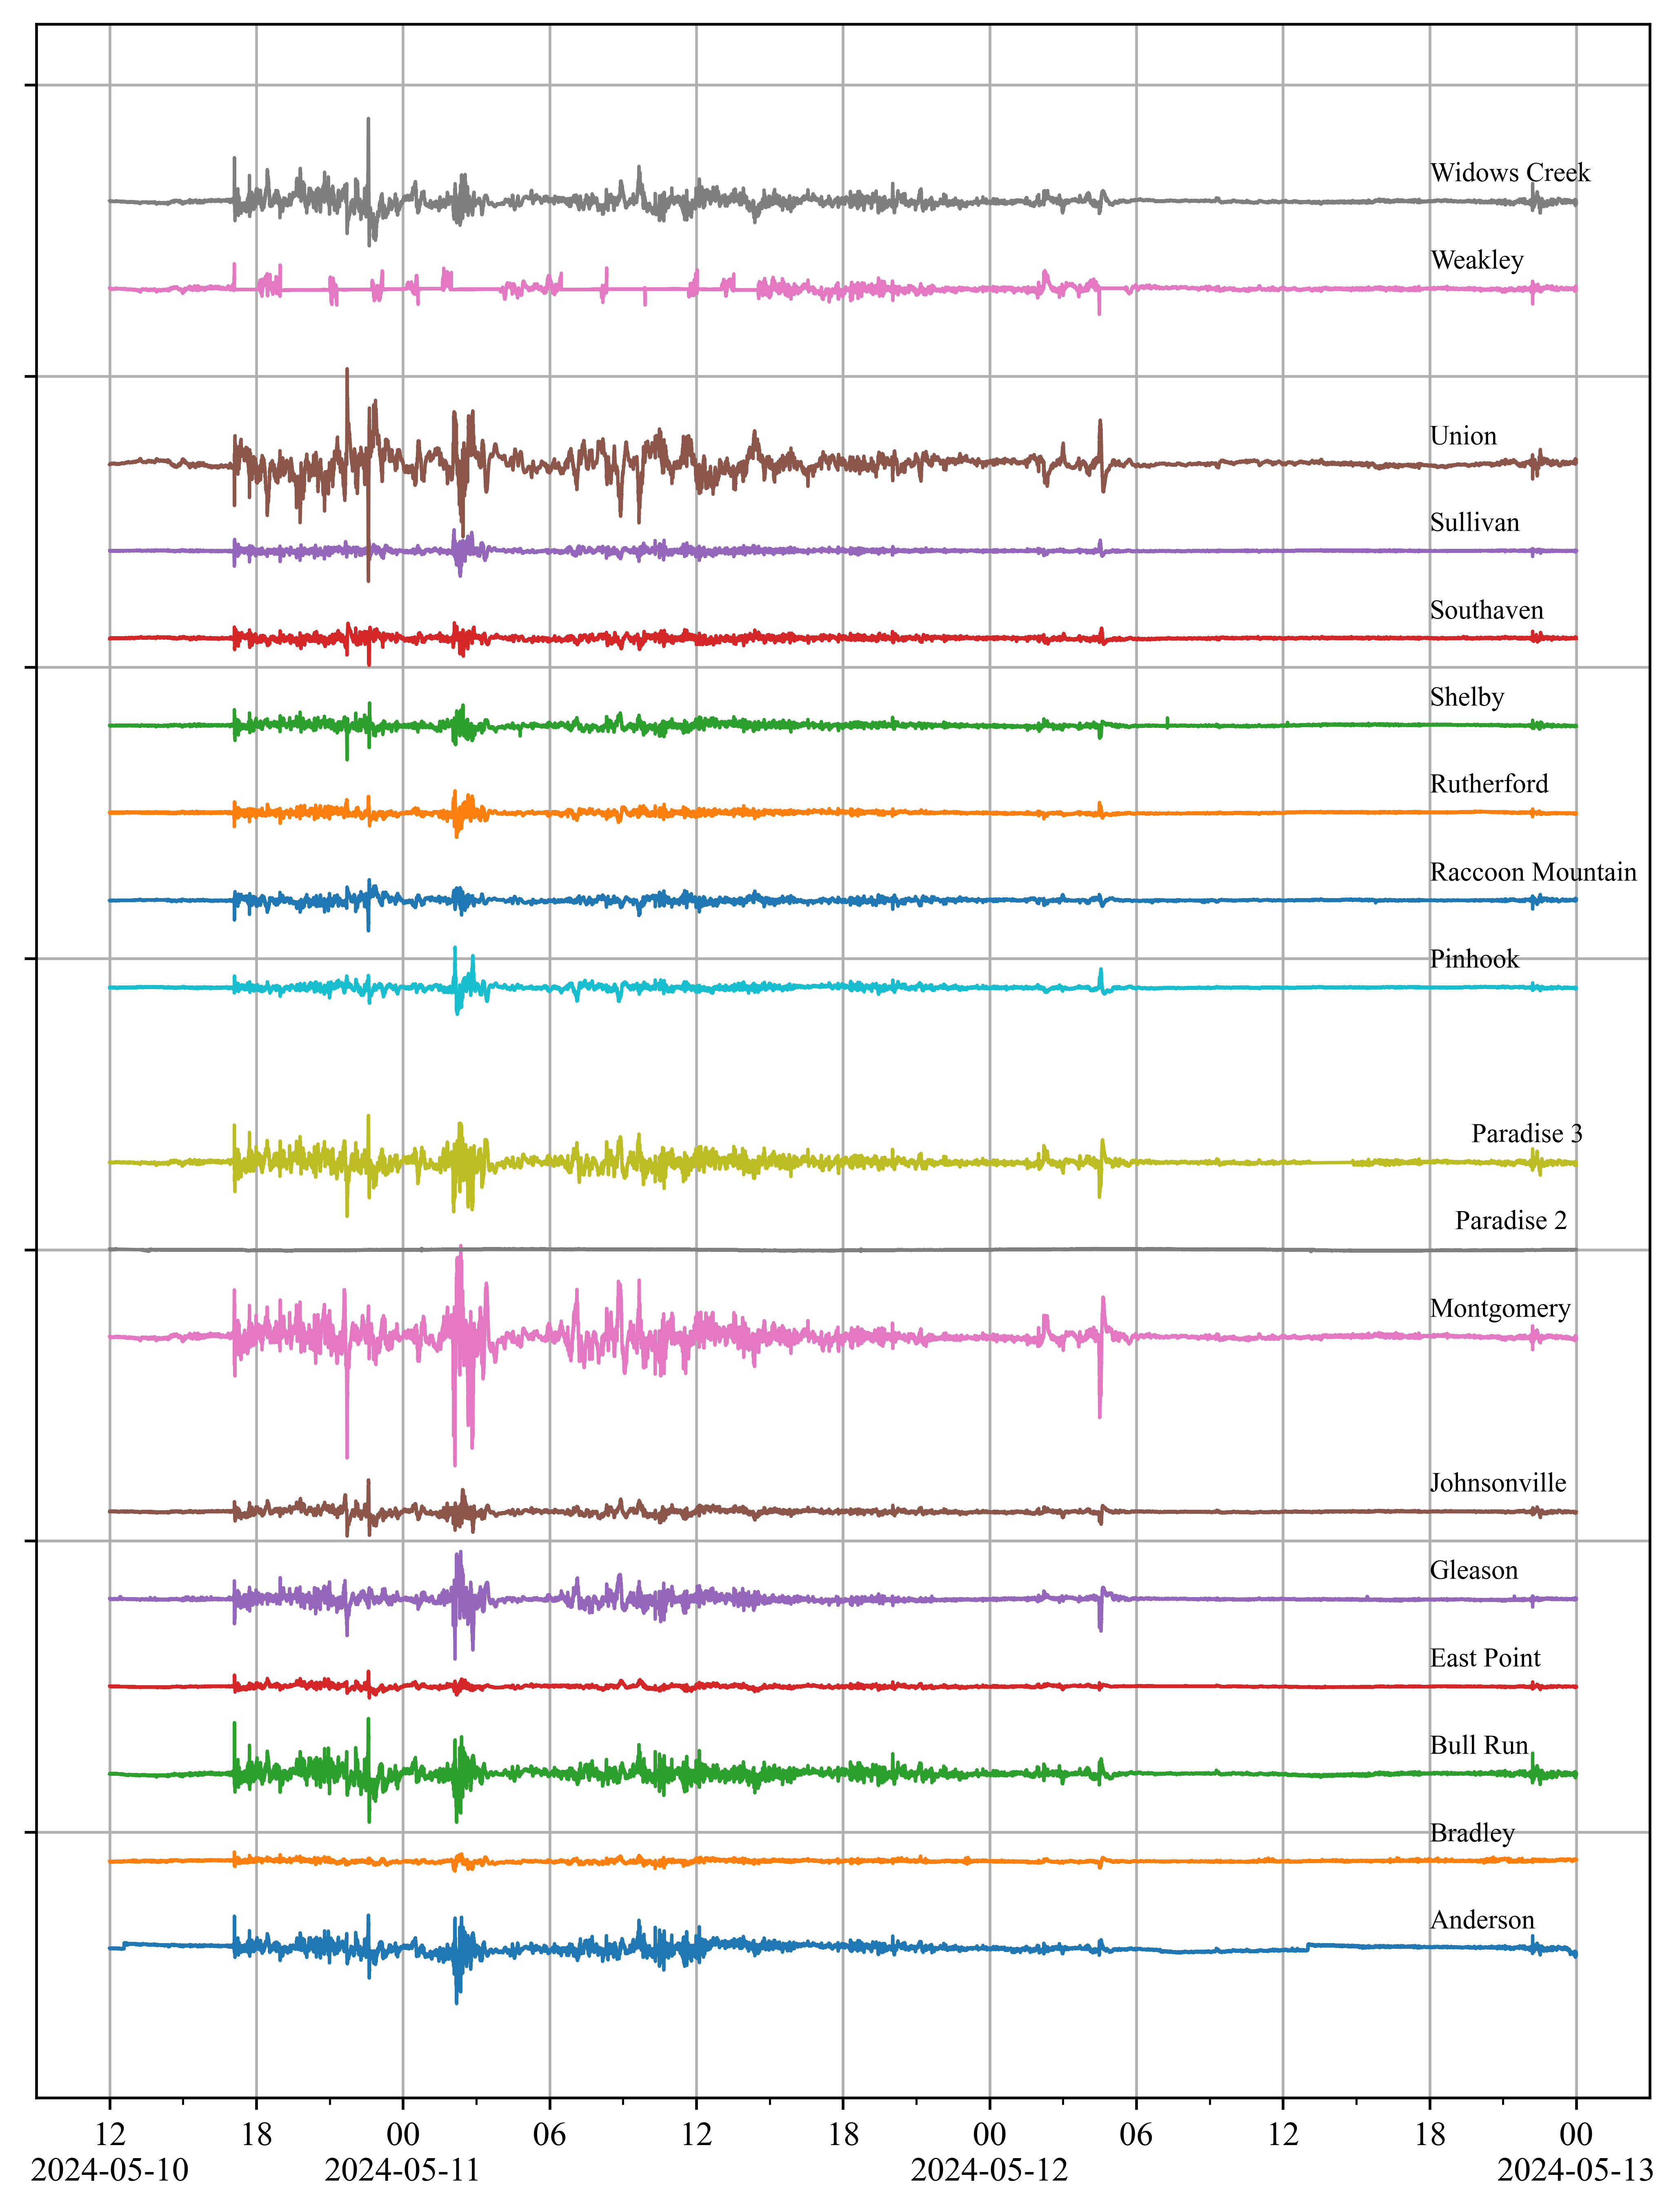 Widows Creek
Weakley
Union
Sullivan
Southaven
Shelby
Rutherford
Raccoon Mountain
Pinhook
Paradise 3
Paradise 2
Montgomery
Johnsonville
Gleason
East Point
Bull Run
Bradley
Anderson
12 18 00 06 12 18 00 06 12 18 00
2024-05-10 2024-05-11 2024-05-12 2024-05-13